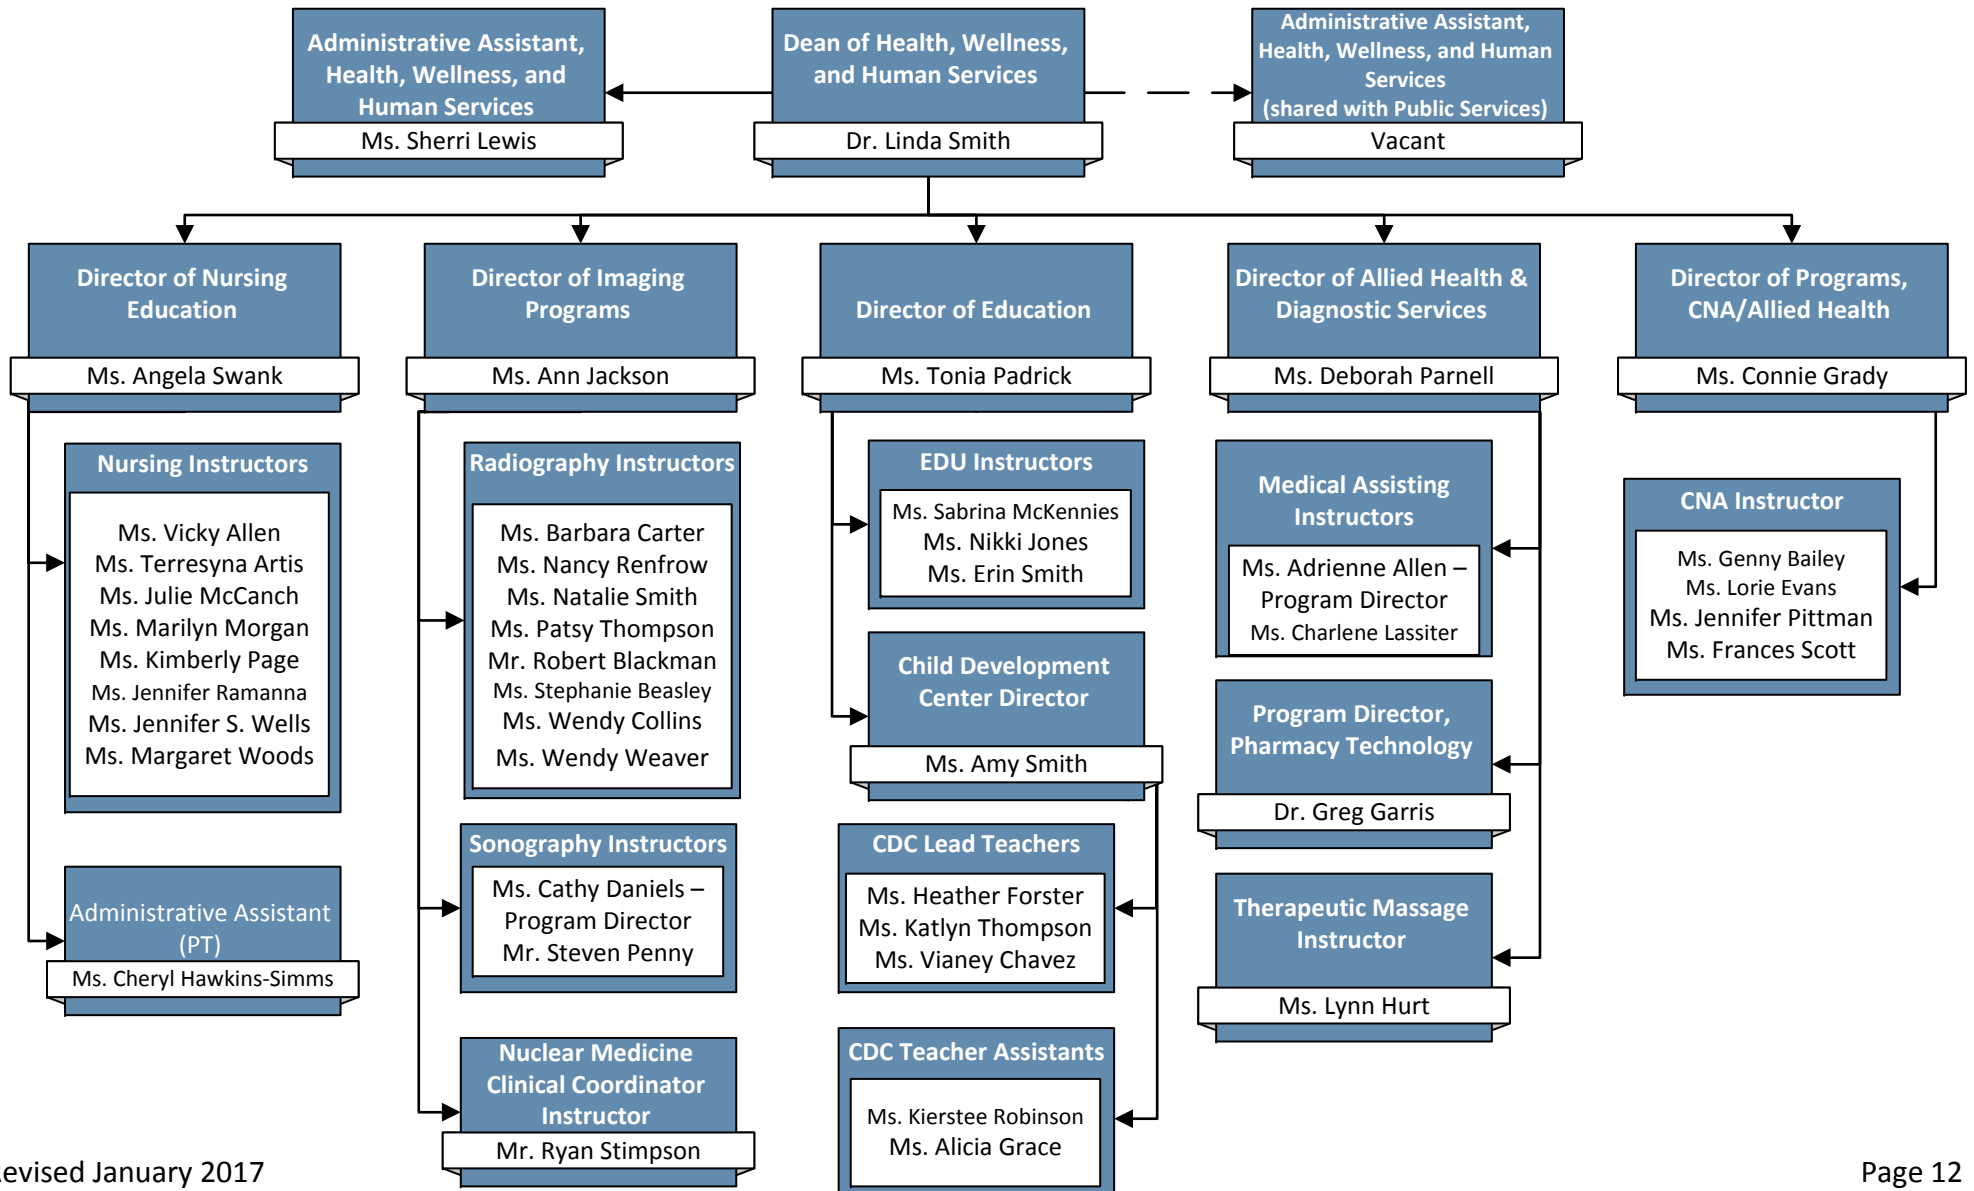 Administrative Assistant,
Health, Wellness, and
Human Services
Ms. Sherri Lewis
Dean of Health, Wellness,
and Human Services
Dr. Linda Smith
Administrative Assistant,
Health, Wellness, and Human
Services
(shared with Public Services)
Vacant
Director of Nursing
Education
Ms. Angela Swank
Director of Imaging
Programs
Ms. Ann Jackson
Director of Education
Ms. Tonia Padrick
Director of Allied Health &
Diagnostic Services
Ms. Deborah Parnell
Director of Programs,
CNA/Allied Health
Ms. Connie Grady
Nursing Instructors
Ms. Vicky Allen
Ms. Terresyna Artis
Ms. Julie McCanch
Ms. Marilyn Morgan
Ms. Kimberly Page
Ms. Jennifer Ramanna
Ms. Jennifer S. Wells
Ms. Margaret Woods
Administrative Assistant
(PT)
Ms. Cheryl Hawkins-Simms
Radiography Instructors
Ms. Barbara Carter
Ms. Nancy Renfrow
Ms. Natalie Smith
Ms. Patsy Thompson
Mr. Robert Blackman
Ms. Stephanie Beasley
Ms. Wendy Collins
Ms. Wendy Weaver
Sonography Instructors
Ms. Cathy Daniels –
Program Director
Mr. Steven Penny
Nuclear Medicine
Clinical Coordinator
Instructor
Mr. Ryan Stimpson
EDU Instructors
Ms. Sabrina McKennies
Ms. Nikki Jones
Ms. Erin Smith
Child Development
Center Director
Ms. Amy Smith
CDC Lead Teachers
Ms. Heather Forster
Ms. Katlyn Thompson
Ms. Vianey Chavez
CDC Teacher Assistants
Ms. Kierstee Robinson
Ms. Alicia Grace
Medical Assisting
Instructors
Ms. Adrienne Allen –
Program Director
Ms. Charlene Lassiter
Program Director,
Pharmacy Technology
Dr. Greg Garris
Therapeutic Massage
Instructor
Ms. Lynn Hurt
CNA Instructor
Ms. Genny Bailey
Ms. Lorie Evans
Ms. Jennifer Pittman
Ms. Frances Scott
evised January 2017
Page 12